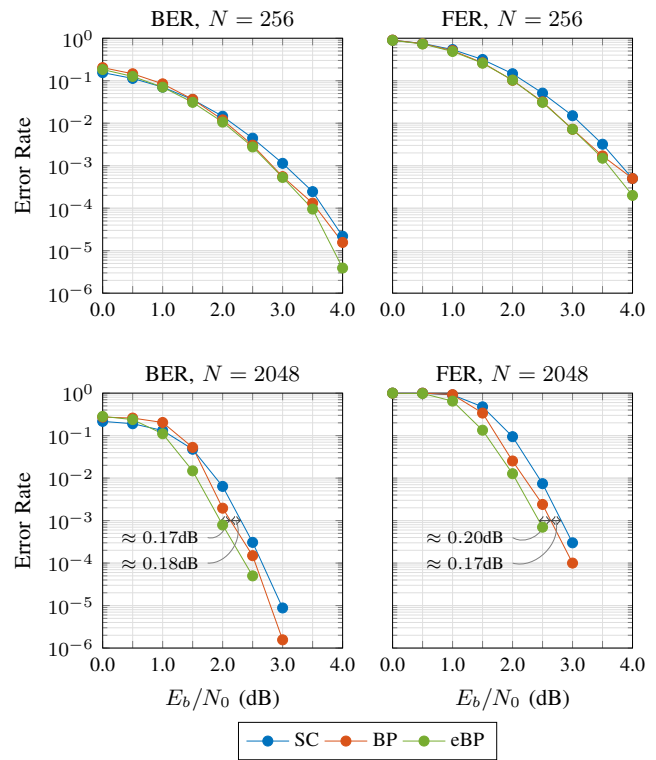 BER, N = 256
FER, N = 256
10^0
10^−1
10^−2
10^−3
10^−4
10^−5
10^−6
Error Rate
0.0 1.0 2.0 3.0 4.0
0.0 1.0 2.0 3.0 4.0
BER, N = 2048
FER, N = 2048
10^0
10^−1
10^−2
10^−3
10^−4
10^−5
10^−6
Error Rate
≈ 0.17dB
≈ 0.18dB
≈ 0.20dB
≈ 0.17dB
0.0 1.0 2.0 3.0 4.0
0.0 1.0 2.0 3.0 4.0
E_b/N_0 (dB)
E_b/N_0 (dB)
SC BP eBP